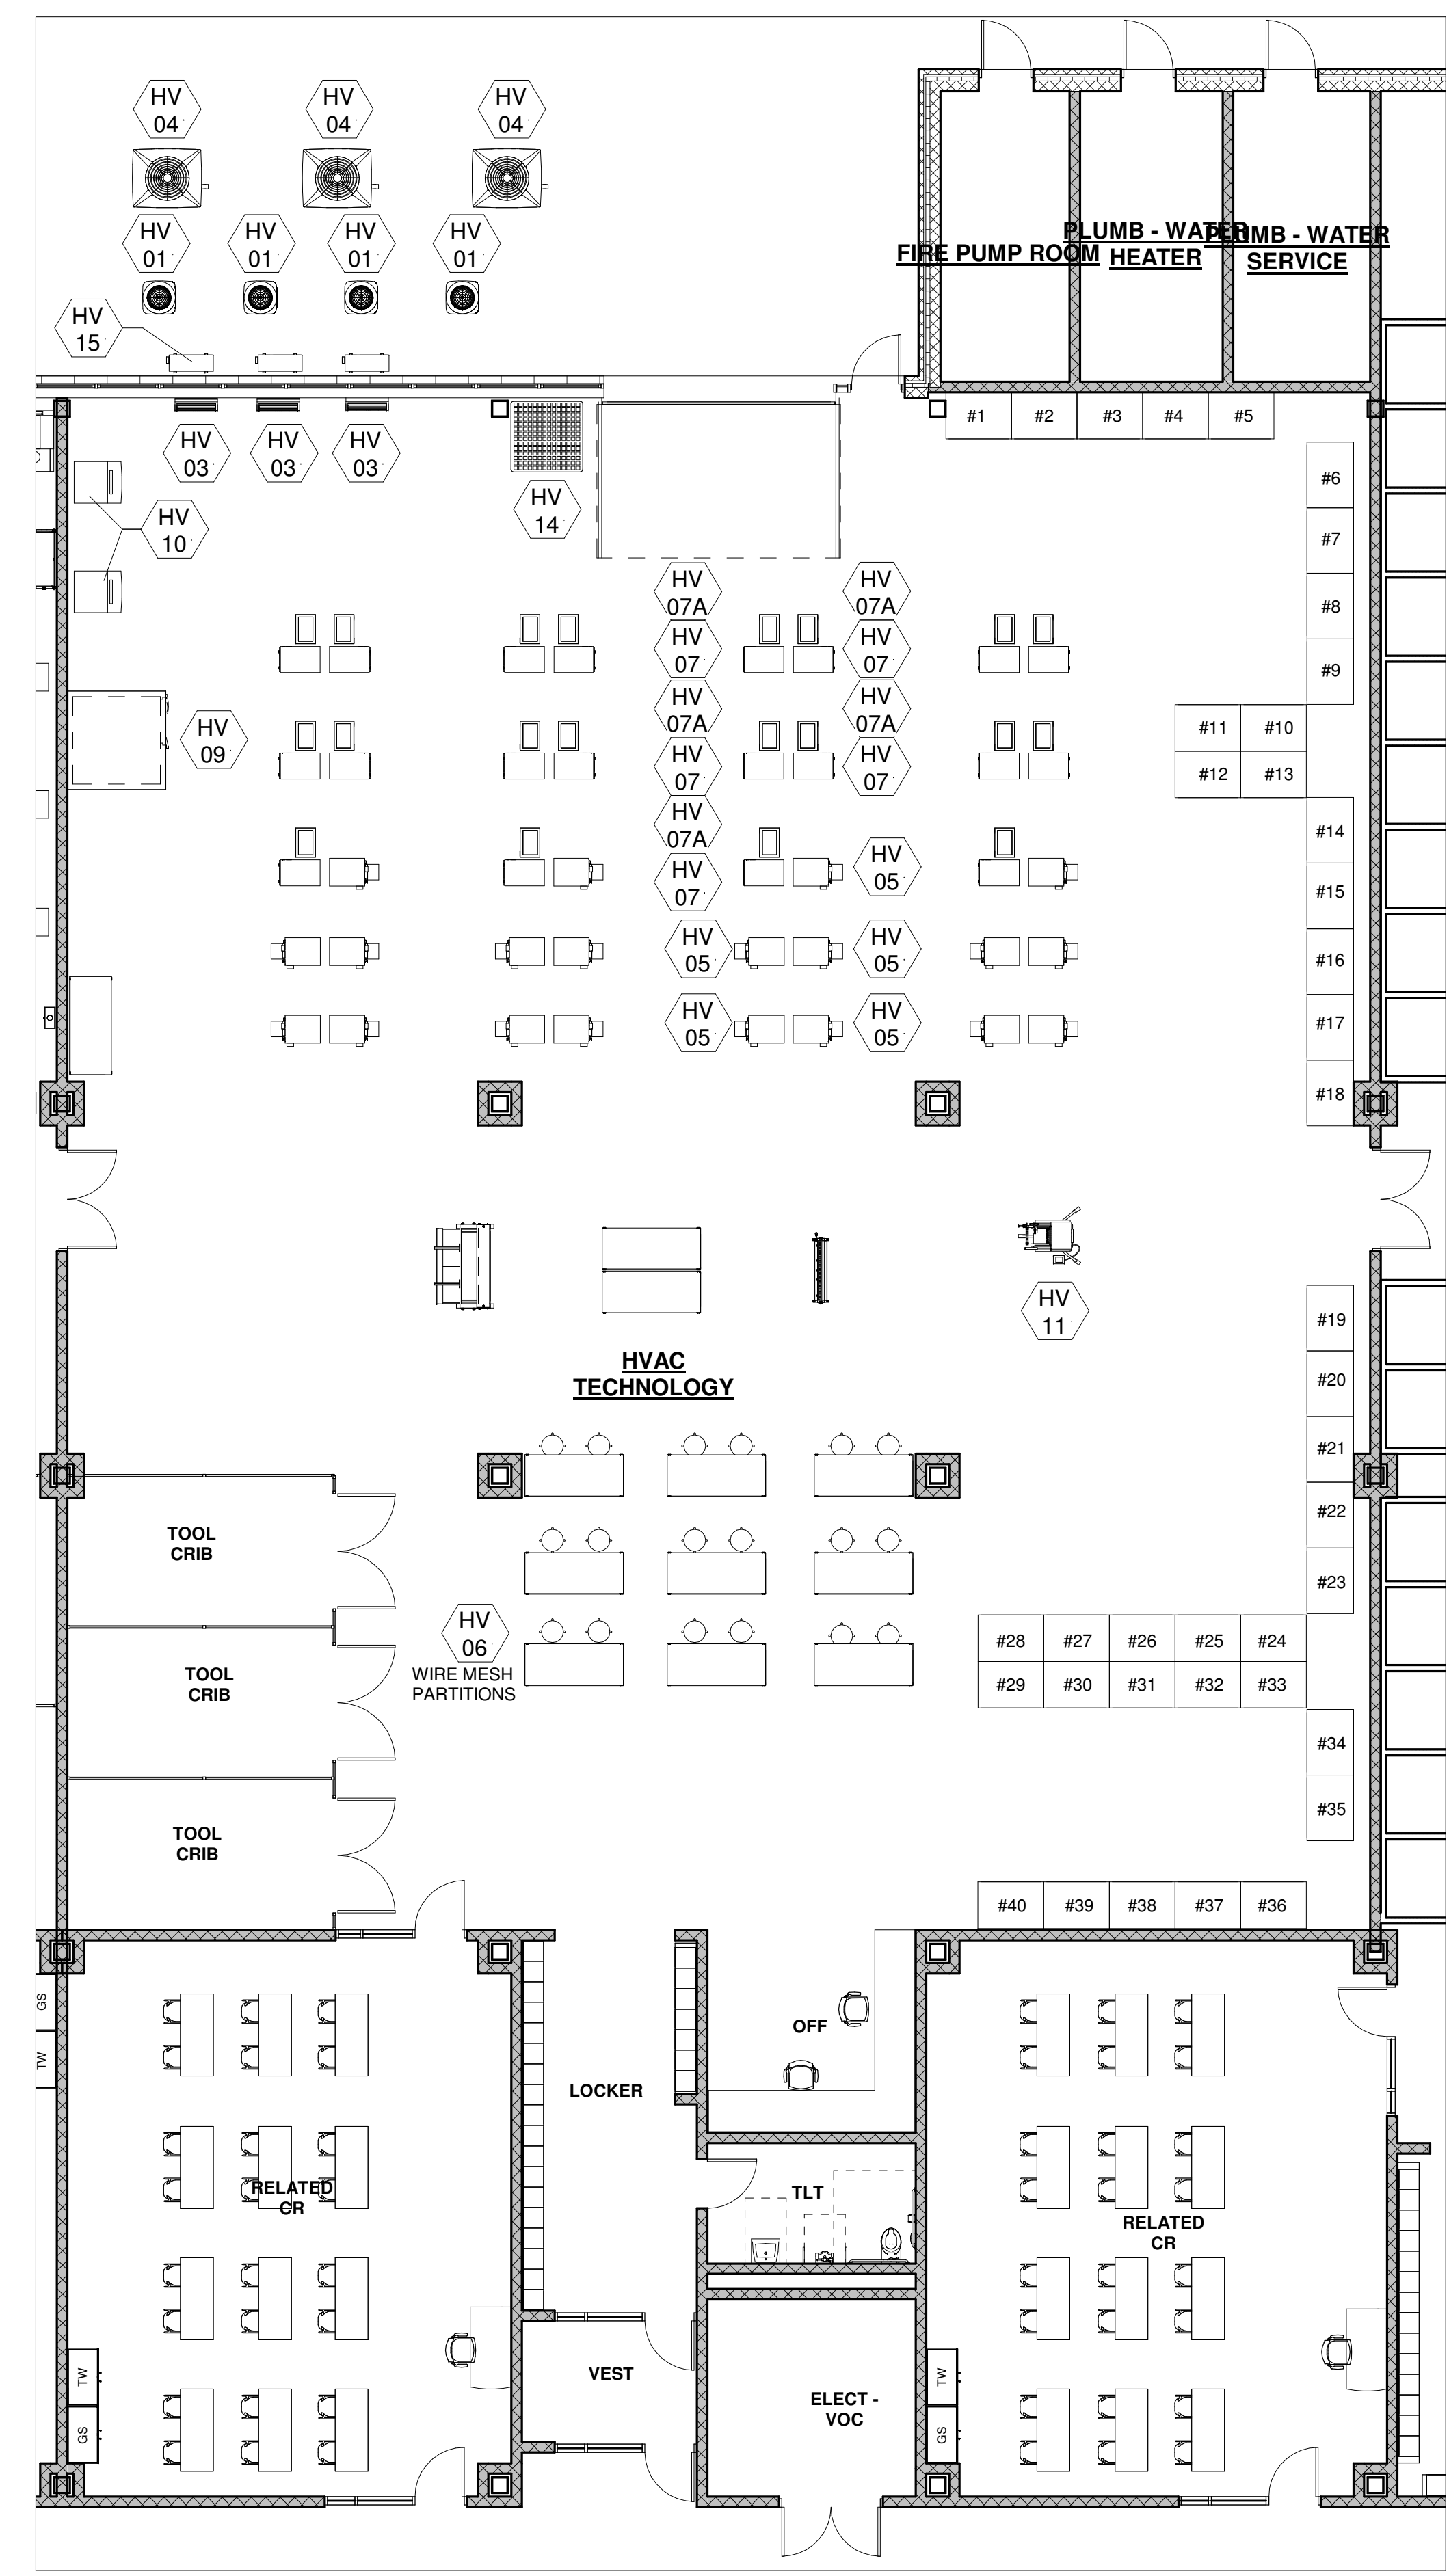 HV
04
HV
04
HV
04
HV
01
HV
01
HV
01
HV
01
HV
15
FIRE PUMP ROOM
PLUMB - WATER
HEATER
PLUMB - WATER
SERVICE
HV
03
HV
03
HV
03
HV
14
HV
10
#1
#2
#3
#4
#5
#6
#7
#8
#9
HV
07A
HV
07A
HV
07
HV
07
HV
07A
HV
07A
HV
07
HV
07
HV
07A
HV
07
HV
05
HV
05
HV
05
HV
05
HV
05
HV
09
#11
#10
#12
#13
#14
#15
#16
#17
#18
HV
11
HVAC
TECHNOLOGY
#19
#20
#21
#22
#23
TOOL
CRIB
TOOL
CRIB
TOOL
CRIB
HV
06
WIRE MESH
PARTITIONS
#28
#27
#26
#25
#24
#29
#30
#31
#32
#33
#34
#35
#40
#39
#38
#37
#36
GS
TW
OFF
LOCKER
RELATED
CR
TLT
RELATED
CR
VEST
ELECT -
VOC
TW
GS
TW
GS